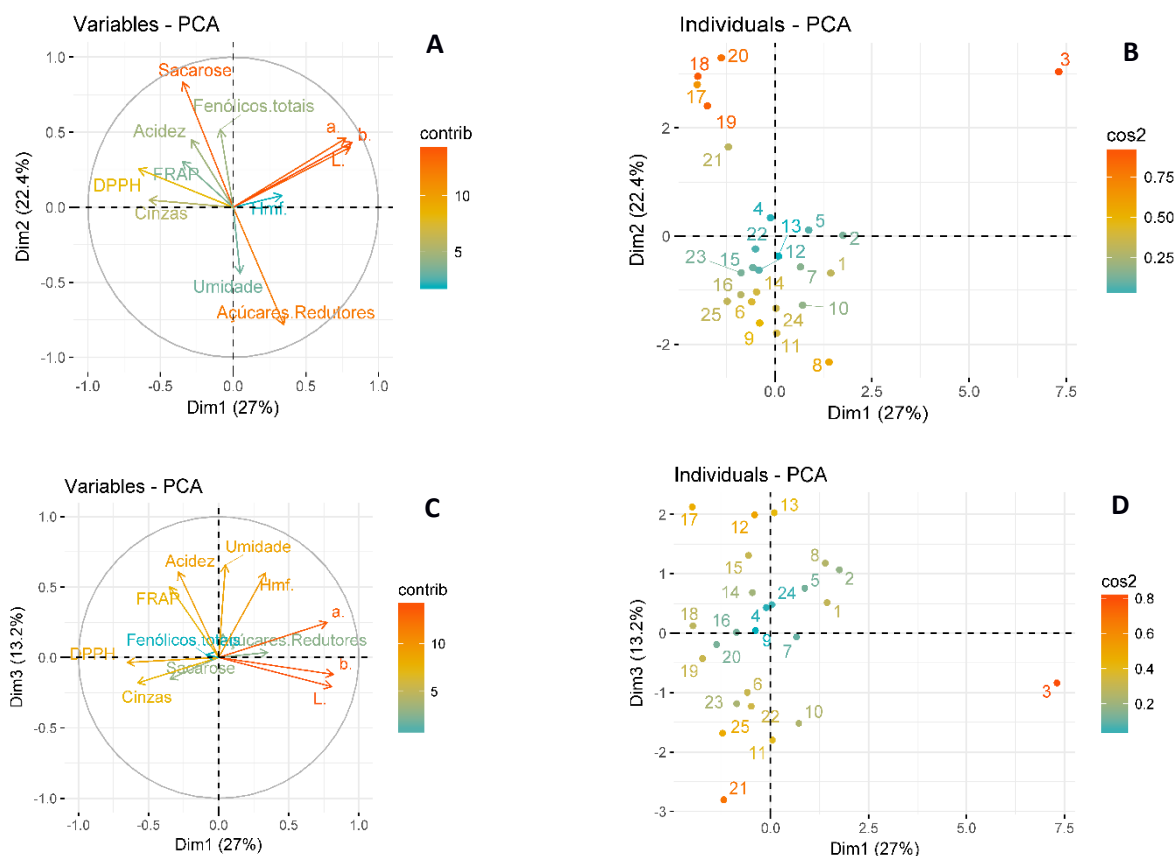 Variables - PCA
A
1.0
0.5
0.0
-0.5
-1.0
Dim2 (22.4%)
Sacarose
Fenólicos.totais
Acidez
a.
b.
L.
FRAP
DPPH
Cinzas
Hmf.
Umidade
Açúcares.Redutores
-1.0 -0.5 0.0 0.5 1.0
Dim1 (27%)
contrib
10
5
Individuals - PCA
B
2
0
-2
Dim2 (22.4%)
18
20
3
17
19
21
4
5
22
13
2
23
15
12
7
1
16
14
25
6
24
10
9
11
8
0.0 2.5 5.0 7.5
Dim1 (27%)
cos2
0.75
0.50
0.25
Variables - PCA
C
1.0
0.5
0.0
-0.5
-1.0
Dim3 (13.2%)
Umidade
Acidez
Hmf.
FRAP
a.
Fenólicos.totais
Açúcares.Redutores
DPPH
Sacarose
b.
Cinzas
L.
-1.0 -0.5 0.0 0.5 1.0
Dim1 (27%)
contrib
10
5
Individuals - PCA
D
2
1
0
-1
-2
-3
Dim3 (13.2%)
17
12
13
15
8
2
14
5
24
1
18
16
4
9
7
20
19
3
6
23
22
10
25
11
21
0.0 2.5 5.0 7.5
Dim1 (27%)
cos2
0.8
0.6
0.4
0.2